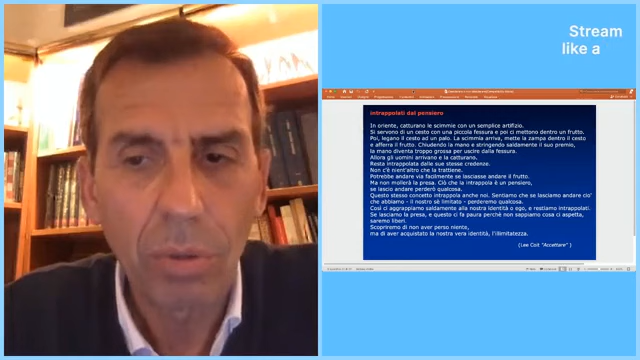 Stream
like a
intrappolati dal pensiero
In oriente, catturano le scimmie con un semplice artifizio.
Si servono di un cesto con una piccola fessura e poi ci mettono dentro un frutto.
Poi, legano il cesto ad un palo. La scimmia arriva, mette la zampa dentro il cesto
e afferra il frutto. Chiudendo la mano e stringendo saldamente il suo premio,
la mano diventa troppo grossa per uscire dalla fessura.
Allora gli uomini arrivano e la catturano.
Resta intrappolata dalle sue stesse credenze.
Non c'è nient'altro che la trattiene.
Potrebbe andare via facilmente se lasciasse andare il frutto.
Ma non mollerà la presa. Ciò che la intrappola è un pensiero,
se lascio andare perderò qualcosa.
Questo stesso concetto intrappola anche noi. Sentiamo che se lasciamo andare ciò
che abbiamo - il nostro sè limitato - perderemo qualcosa.
Così ci aggrappiamo saldamente alla nostra identità o ego, e restiamo intrappolati.
Se lasciamo la presa, e questo ci fa paura perchè non sappiamo cosa ci aspetta,
saremo liberi.
Scopriremo di non aver perso niente,
ma di aver acquistato la nostra vera identità, l'illimitatezza.
(Lee Coit "Accettare" )